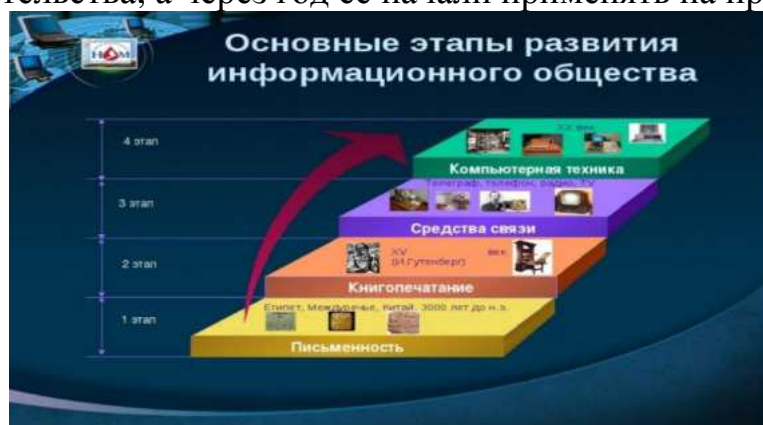 тельства, а через год ее начали применять на пр
Основные этапы развития
информационного общества
4 этап
XX век
Компьютерная техника
3 этап
Телеграф, телефон, радио, TV
Средства связи
2 этап
XV век
(И.Гутенберг)
Книгопечатание
1 этап
Египет, Междуречье, Китай, 3000 лет до н.э.
Письменность